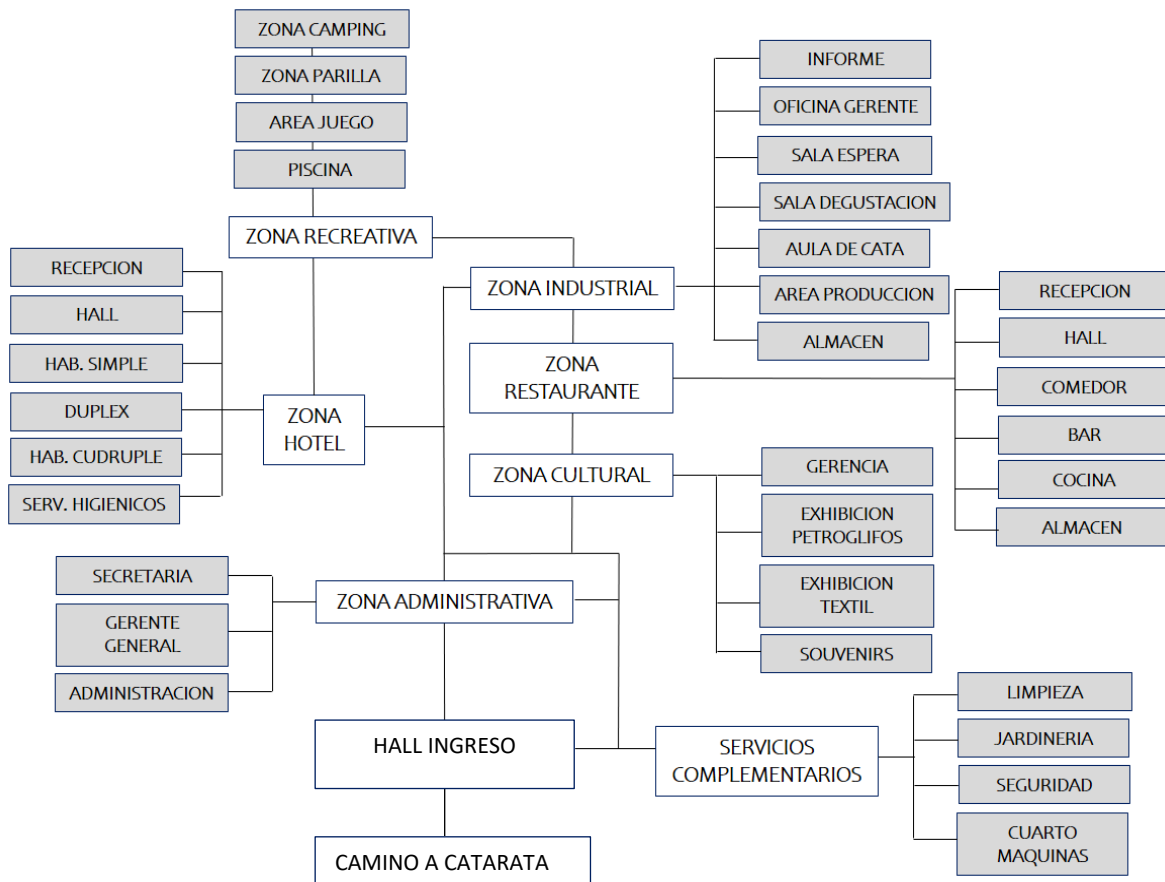 ZONA CAMPING
ZONA PARILLA
AREA JUEGO
PISCINA
ZONA RECREATIVA
RECEPCION
HALL
HAB. SIMPLE
DUPLEX
HAB. CUDRUPLE
SERV. HIGIENICOS
ZONA
HOTEL
ZONA INDUSTRIAL
INFORME
OFICINA GERENTE
SALA ESPERA
SALA DEGUSTACION
AULA DE CATA
AREA PRODUCCION
ALMACEN
ZONA
RESTAURANTE
RECEPCION
HALL
COMEDOR
BAR
COCINA
ALMACEN
ZONA CULTURAL
GERENCIA
EXHIBICION
PETROGLIFOS
EXHIBICION
TEXTIL
SOUVENIRS
SECRETARIA
GERENTE
GENERAL
ADMINISTRACION
ZONA ADMINISTRATIVA
HALL INGRESO
SERVICIOS
COMPLEMENTARIOS
LIMPIEZA
JARDINERIA
SEGURIDAD
CUARTO
MAQUINAS
CAMINO A CATARATA